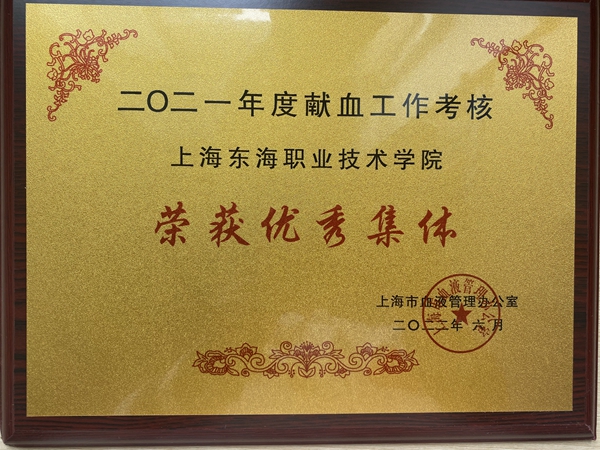 二〇二一年度献血工作考核
上海东海职业技术学院
荣获优秀集体
上海市血液管理办公室
二〇二二年 六 月